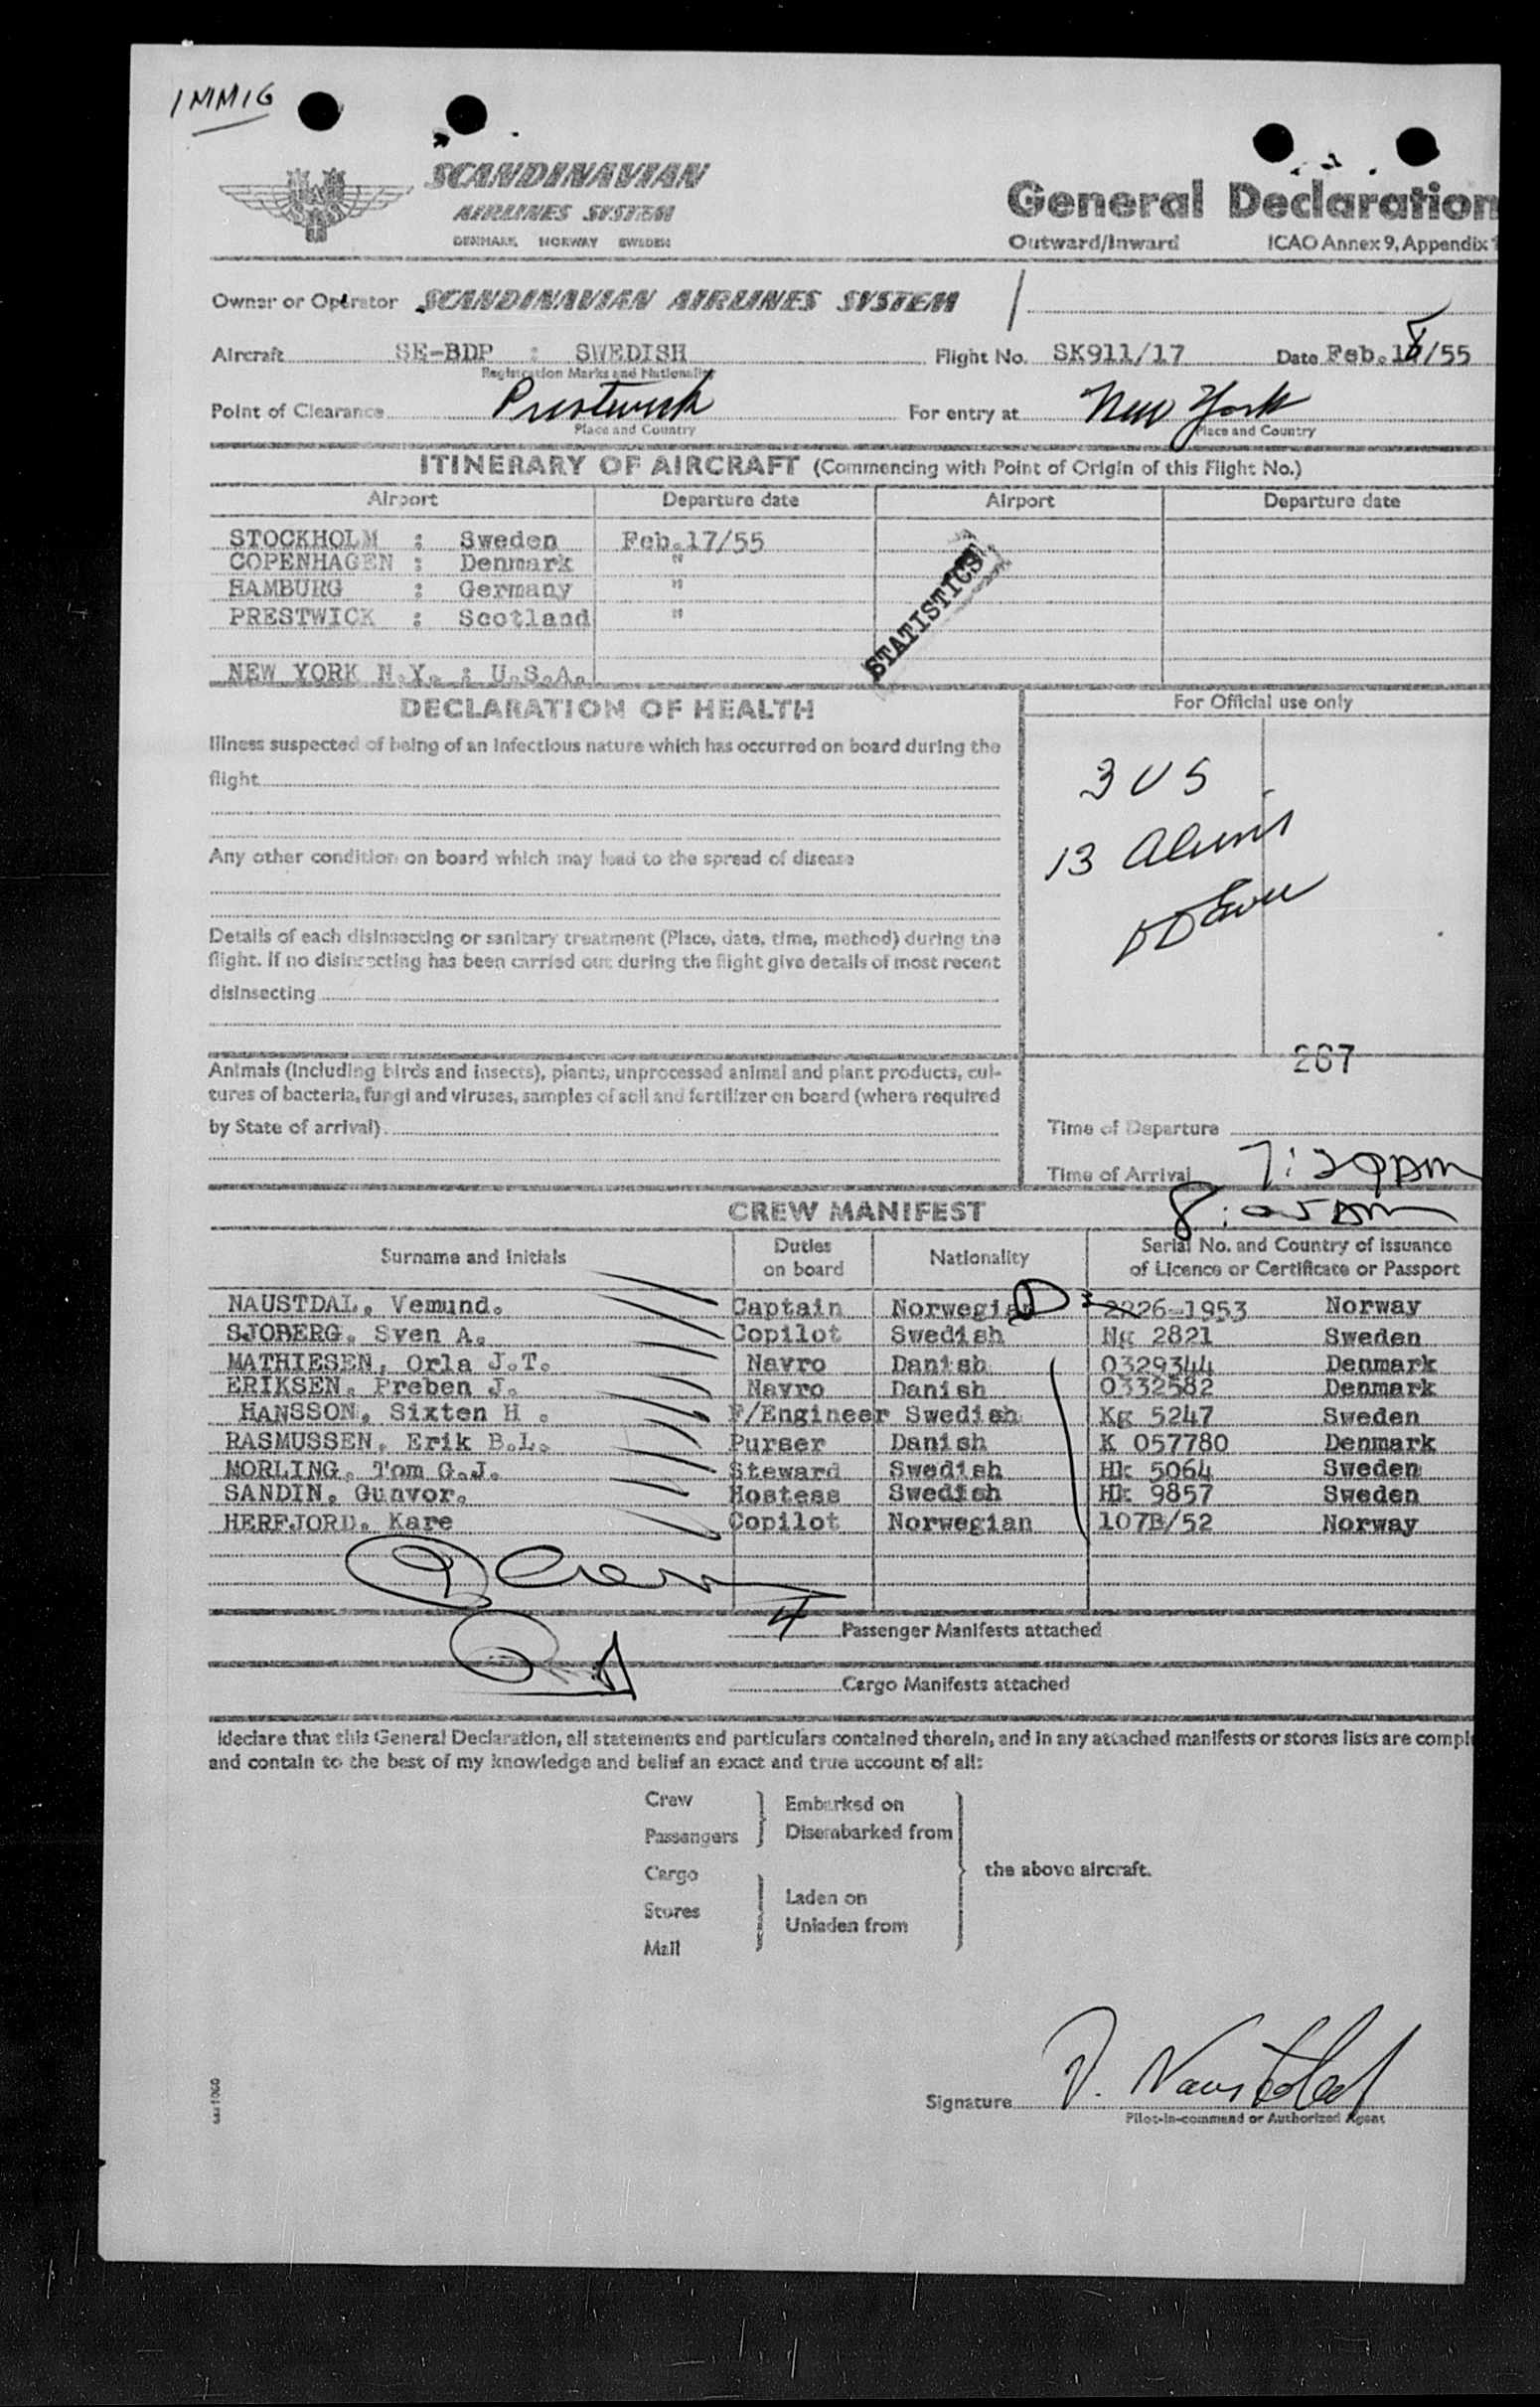 IMMIG
SCANDINAVIAN
AIRLINES SYSTEM
DENMARK NORWAY SWEDEN
General Declaration
Outward/Inward ICAO Annex 9, Appendix 1
Owner or Operator SCANDINAVIAN AIRLINES SYSTEM
Aircraft SE-BDP : SWEDISH Flight No. SK911/17 Date Feb.18/55
Registration Marks and Nationality
Point of Clearance Prestwick For entry at New York
Place and Country Place and Country
ITINERARY OF AIRCRAFT (Commencing with Point of Origin of this Flight No.)
Airport Departure date Airport Departure date
STOCKHOLM : Sweden Feb.17/55
COPENHAGEN : Denmark "
HAMBURG : Germany "
PRESTWICK : Scotland "
NEW YORK N.Y. : U.S.A.
STATISTICS
DECLARATION OF HEALTH
For Official use only
Illness suspected of being of an infectious nature which has occurred on board during the
flight
3 US
13 Aliens
Any other condition on board which may lead to the spread of disease
Details of each disinsecting or sanitary treatment (Place, date, time, method) during the
flight. If no disinsecting has been carried out during the flight give details of most recent
disinsecting
267
Animals (including birds and insects), plants, unprocessed animal and plant products, cul-
tures of bacteria, fungi and viruses, samples of soil and fertilizer on board (where required
by State of arrival)
Time of Departure
Time of Arrival
CREW MANIFEST
Surname and Initials Duties on board Nationality Serial No. and Country of issuance of Licence or Certificate or Passport
NAUSTDAL, Vemund. Captain Norwegian 2226-1953 Norway
SJOBERG, Sven A. Copilot Swedish Ng 2821 Sweden
MATHIESEN, Orla J.T. Navro Danish 0329344 Denmark
ERIKSEN, Preben J. Navro Danish 0332582 Denmark
HANSSON, Sixten H . F/Engineer Swedish Kg 5247 Sweden
RASMUSSEN, Erik B.L. Purser Danish K 057780 Denmark
MORLING, Tom G.J. Steward Swedish Hk 5064 Sweden
SANDIN, Gunvor. Hostess Swedish Hk 9857 Sweden
HERFJORD, Kare Copilot Norwegian 107B/52 Norway
4 Passenger Manifests attached
Cargo Manifests attached
I declare that this General Declaration, all statements and particulars contained therein, and in any attached manifests or stores lists are compl
and contain to the best of my knowledge and belief an exact and true account of all:
Crew
Passengers
Embarked on
Disembarked from
Cargo
Stores
Mail
Laden on
Unladen from
the above aircraft.
Signature V. Naustdal
Pilot-in-command or Authorized Agent